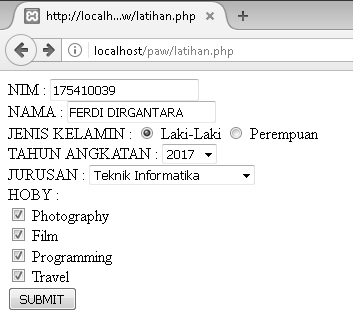 http://localh...w/latihan.php
localhost/paw/latihan.php
NIM : 175410039
NAMA : FERDI DIRGANTARA
JENIS KELAMIN : Laki-Laki Perempuan
TAHUN ANGKATAN : 2017
JURUSAN : Teknik Informatika
HOBY :
Photography
Film
Programming
Travel
SUBMIT